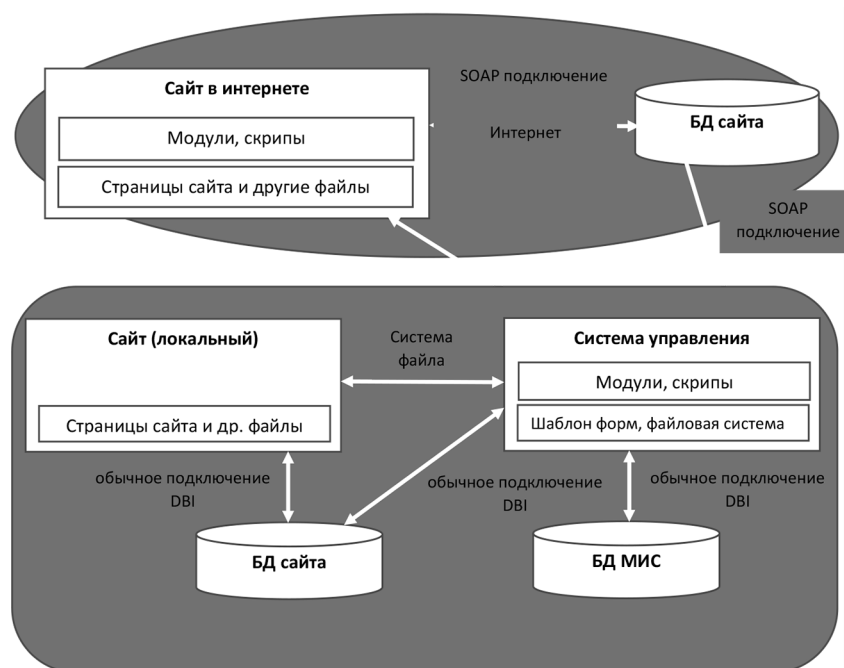 Сайт в интернете
Модули, скрипы
Страницы сайта и другие файлы
SOAP подключение
Интернет
БД сайта
SOAP
подключение
Сайт (локальный)
Страницы сайта и др. файлы
Система
файла
Система управления
Модули, скрипы
Шаблон форм, файловая система
обычное подключение
DBI
обычное подключение
DBI
обычное подключение
DBI
БД сайта
БД МИС